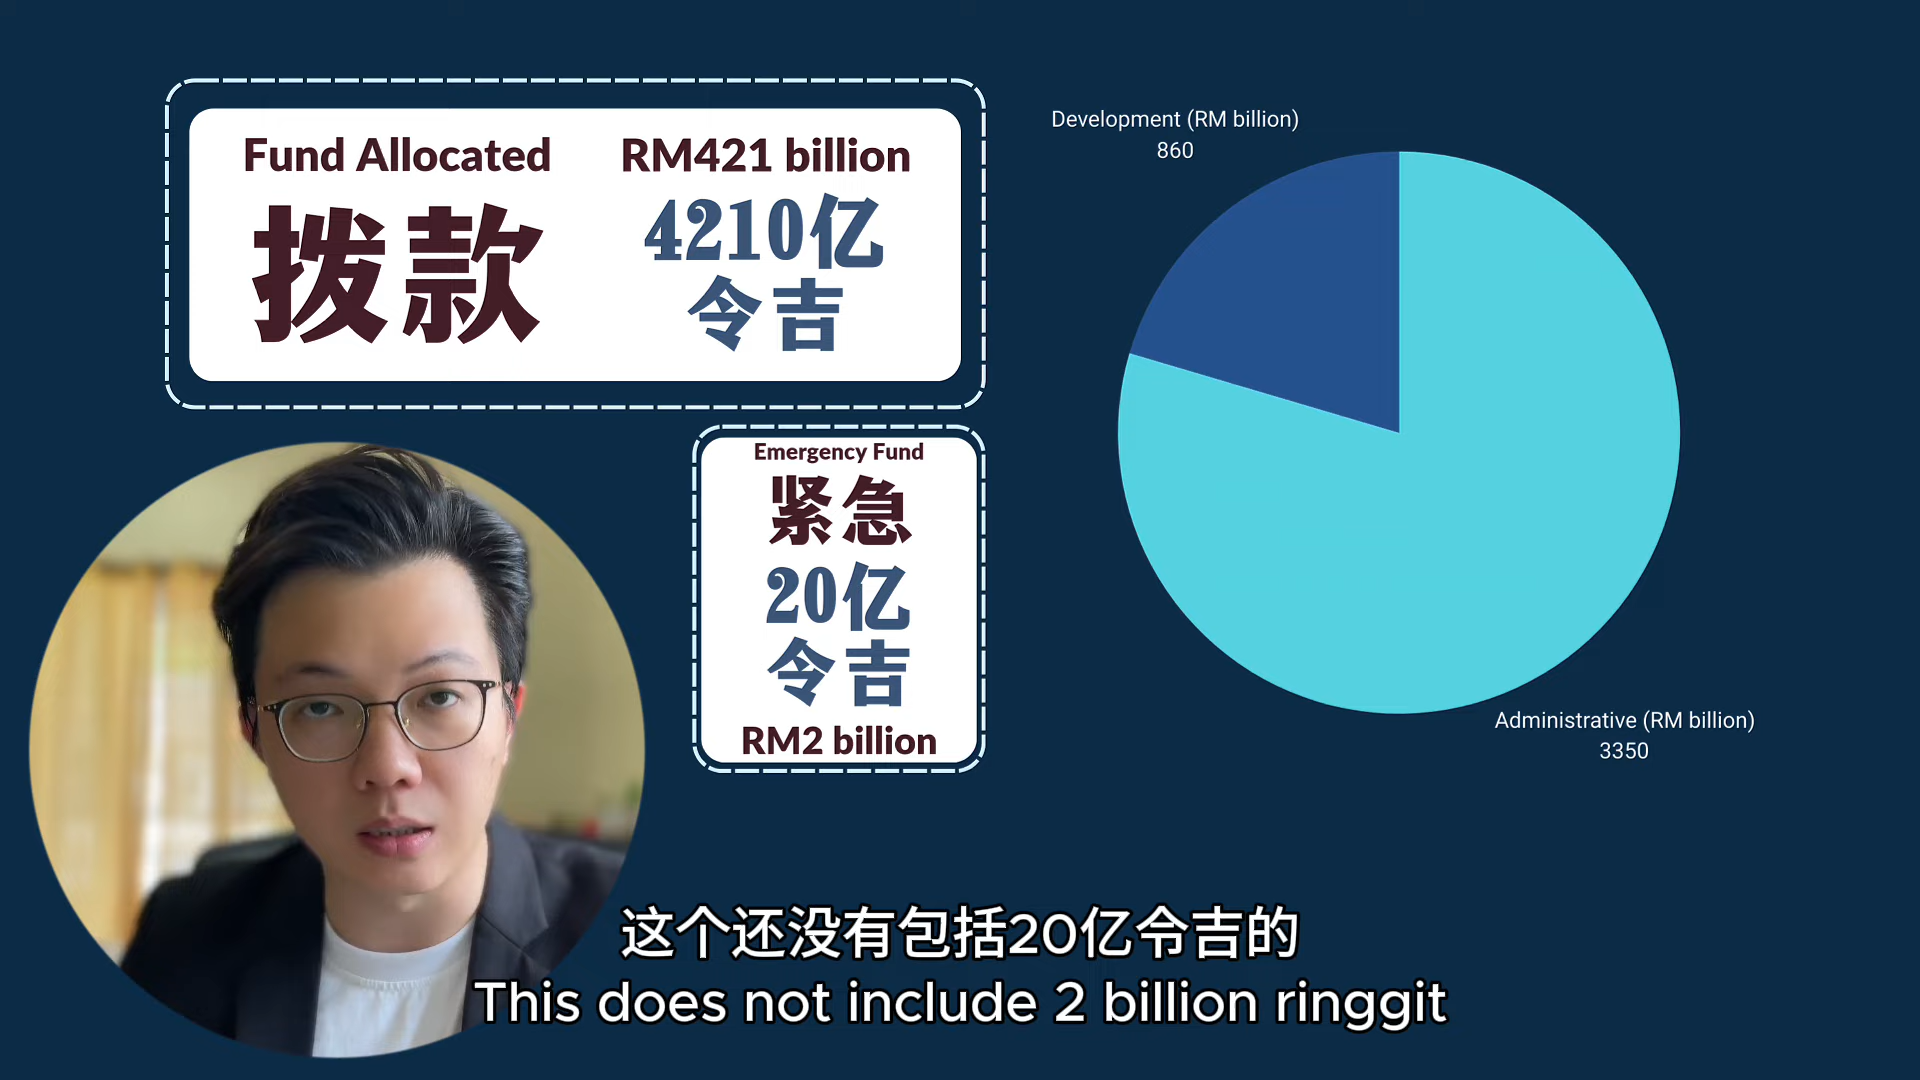 Fund Allocated
拨款
RM421 billion
4210亿
令吉
Emergency Fund
紧急
20亿
令吉
RM2 billion
Development (RM billion)
860
Administrative (RM billion)
3350
这个还没有包括20亿令吉的
This does not include 2 billion ringgit